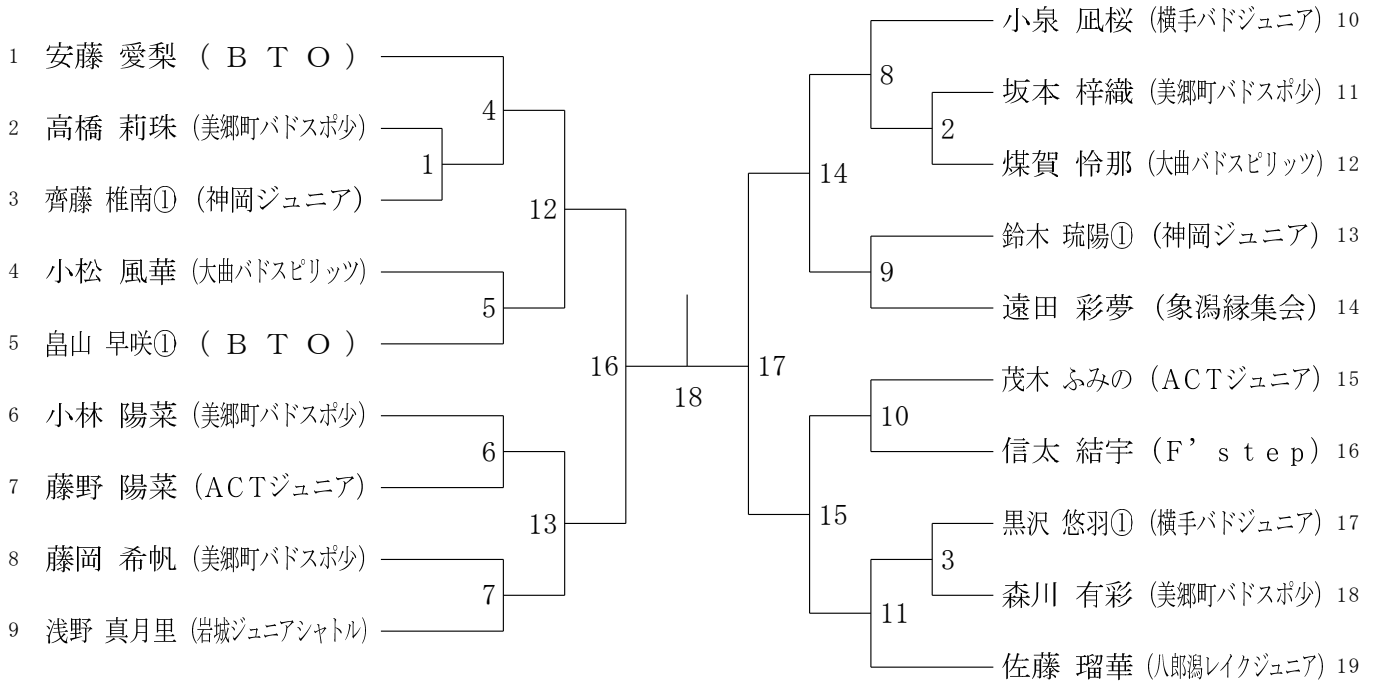 1 安藤 愛梨 (ＢＴＯ)
2 高橋 莉珠 (美郷町バドスポ少)
3 齊藤 椎南① (神岡ジュニア)
4 小松 風華 (大曲バドスピリッツ)
5 畠山 早咲① (ＢＴＯ)
6 小林 陽菜 (美郷町バドスポ少)
7 藤野 陽菜 (ACTジュニア)
8 藤岡 希帆 (美郷町バドスポ少)
9 浅野 真月里 (岩城ジュニアシャトル)
4
1
12
5
16
6
13
7
18
17
8
2
14
9
10
15
3
11
小泉 凪桜 (横手バドジュニア) 10
坂本 梓織 (美郷町バドスポ少) 11
煤賀 怜那 (大曲バドスピリッツ) 12
鈴木 琉陽① (神岡ジュニア) 13
遠田 彩夢 (象潟縁集会) 14
茂木 ふみの (ACTジュニア) 15
信太 結宇 (Ｆ’ｓｔｅｐ) 16
黒沢 悠羽① (横手バドジュニア) 17
森川 有彩 (美郷町バドスポ少) 18
佐藤 瑠華 (八郎潟レイクジュニア) 19